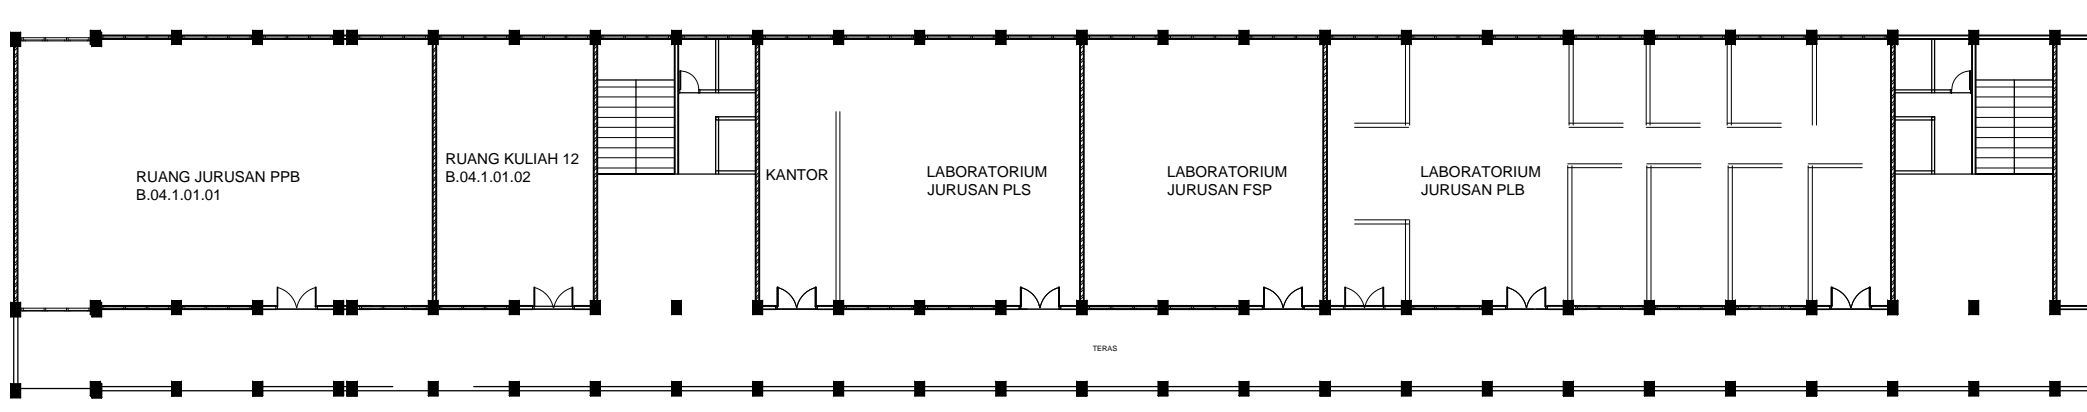 RUANG JURUSAN PPB
B.04.1.01.01
RUANG KULIAH 12
B.04.1.01.02
KANTOR
LABORATORIUM
JURUSAN PLS
LABORATORIUM
JURUSAN FSP
LABORATORIUM
JURUSAN PLB
TERAS